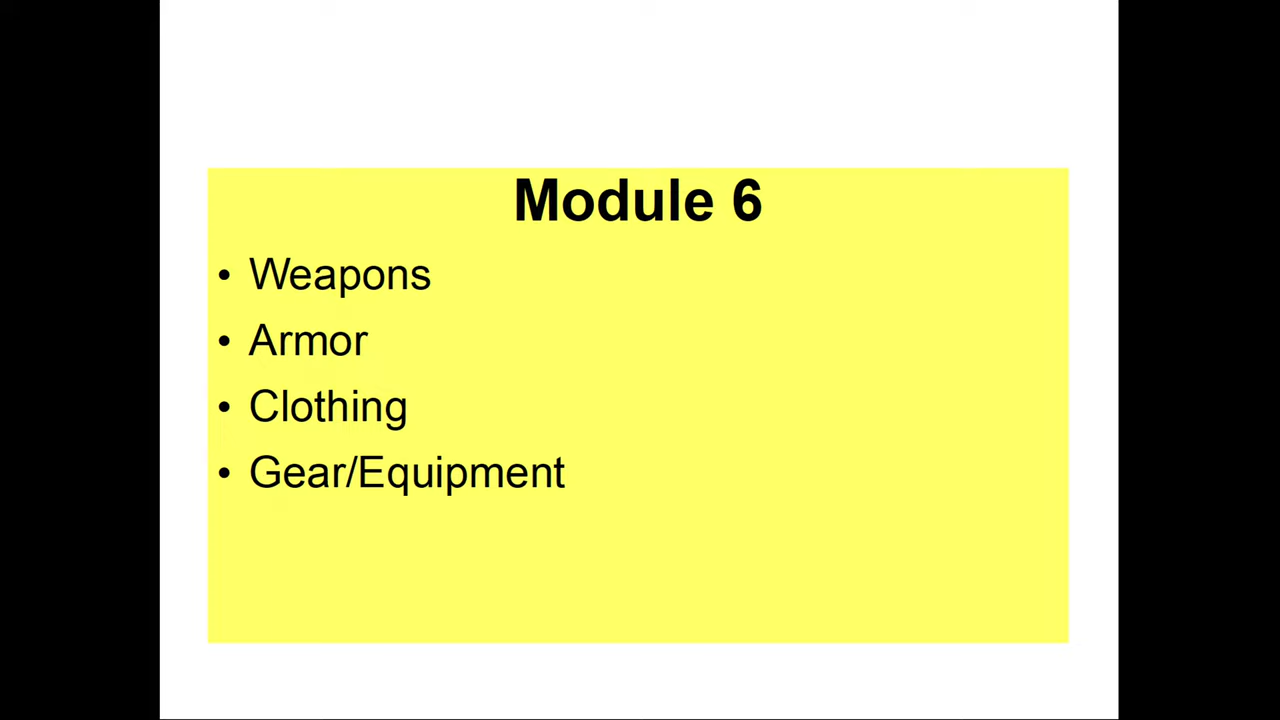 Module 6
• Weapons
• Armor
• Clothing
• Gear/Equipment